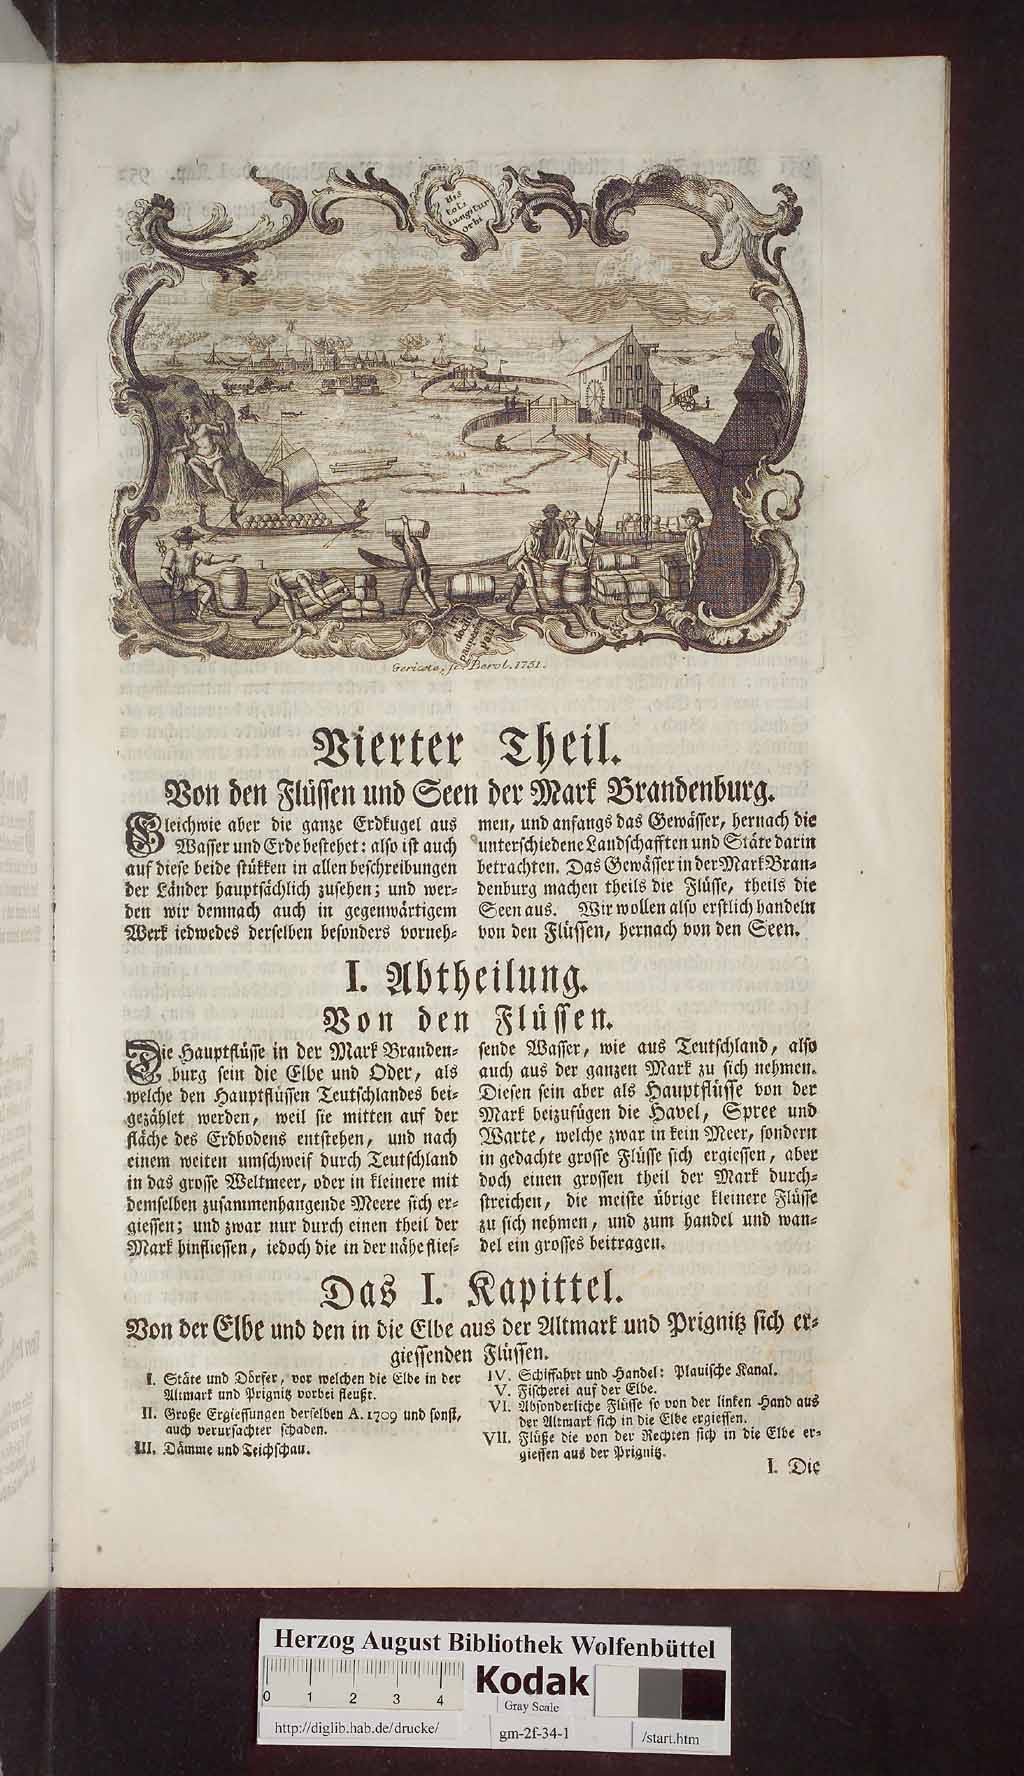 His
toti
iungitur
orbi
pauper
Gericote, sc. Berol. 1751.
Vierter Theil.
Von den Flüssen und Seen der Mark Brandenburg.
Gleichwie aber die ganze Erdkugel aus
Wasser und Erde bestehet: also ist auch
auf diese beide stükken in allen beschreibungen
der Länder hauptsächlich zusehen; und wer-
den wir demnach auch in gegenwärtigem
Werk iedwedes derselben besonders vorneh-
men, und anfangs das Gewässer, hernach die
unterschiedene Landschafften und Städte darin
betrachten. Das Gewässer in der Mark Bran-
denburg machen theils die Flüsse, theils die
Seen aus. Wir wollen also erstlich handeln
von den Flüssen, hernach von den Seen.
I. Abtheilung.
Von den Flüssen.
Die Hauptflüsse in der Mark Branden-
burg sein die Elbe und Oder, als
welche den Hauptflüssen Teutschlandes bei-
gezählet werden, weil sie mitten auf der
fläche des Erdbodens entstehen, und nach
einem weiten umschweif durch Teutschland
in das grosse Weltmeer, oder in kleinere mit
demselben zusammenhangende Meere sich er-
giessen; und zwar nur durch einen theil der
Mark hinfliessen, iedoch die in der nähe flies-
sende Wasser, wie aus Teutschland, also
auch aus der ganzen Mark zu sich nehmen.
Diesen sein aber als Hauptflüsse von der
Mark beizufügen die Havel, Spree und
Warte, welche zwar in kein Meer, sondern
in gedachte grosse Flüsse sich ergiessen, aber
doch einen grossen theil der Mark durch-
streichen, die meiste übrige kleinere Flüsse
zu sich nehmen, und zum handel und wan-
del ein grosses beitragen.
Das I. Kapittel.
Von der Elbe und den in die Elbe aus der Altmark und Prignitz sich er-
giessenden Flüssen.
I. Stäte und Dörfer, vor welchen die Elbe in der
Altmark und Prignitz vorbei fleußt.
II. Große Ergiessungen derselben A. 1709 und sonst,
auch verursachter schaden.
III. Dämme und Teichschau.
IV. Schiffahrt und Handel: Plauische Kanal.
V. Fischerei auf der Elbe.
VI. Absonderliche Flüsse so von der linken Hand aus
der Altmark sich in die Elbe ergiessen.
VII. Flüße die von der Rechten sich in die Elbe er-
giessen aus der Prignitz.
I. Die
Herzog August Bibliothek Wolfenbüttel
0 1 2 3 4
Kodak
Gray Scale
http://diglib.hab.de/drucke/
gm-2f-34-1
/start.htm